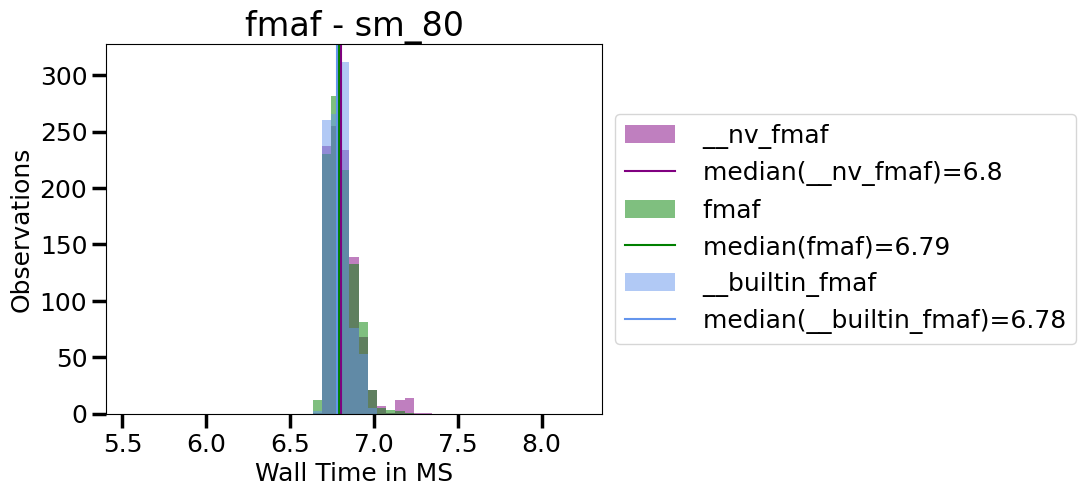 fmaf - sm_80
300
250
200
150
100
50
0
Observations
5.5 6.0 6.5 7.0 7.5 8.0
Wall Time in MS
__nv_fmaf
median(__nv_fmaf)=6.8
fmaf
median(fmaf)=6.79
__builtin_fmaf
median(__builtin_fmaf)=6.78